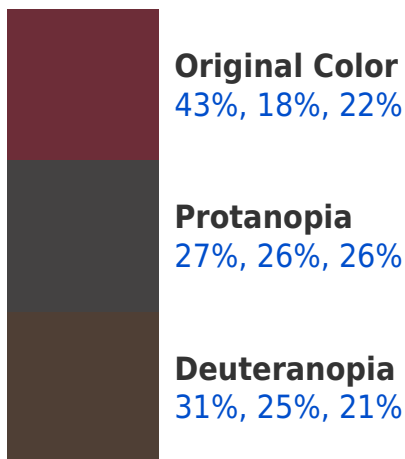 Original Color
43%, 18%, 22%
Protanopia
27%, 26%, 26%
Deuteranopia
31%, 25%, 21%